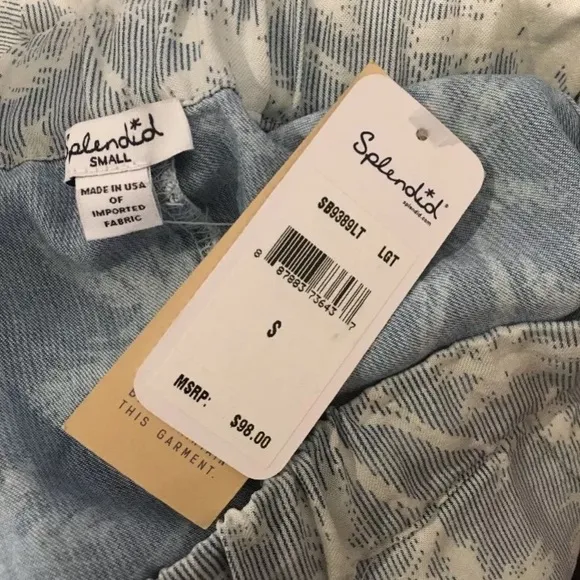 Splendid
SMALL
MADE IN USA
OF
IMPORTED
FABRIC
Splendid
splendid.com
SB9389LT LGT
8 87883 73643 7
S
MSRP: $98.00
THIS GARMENT.